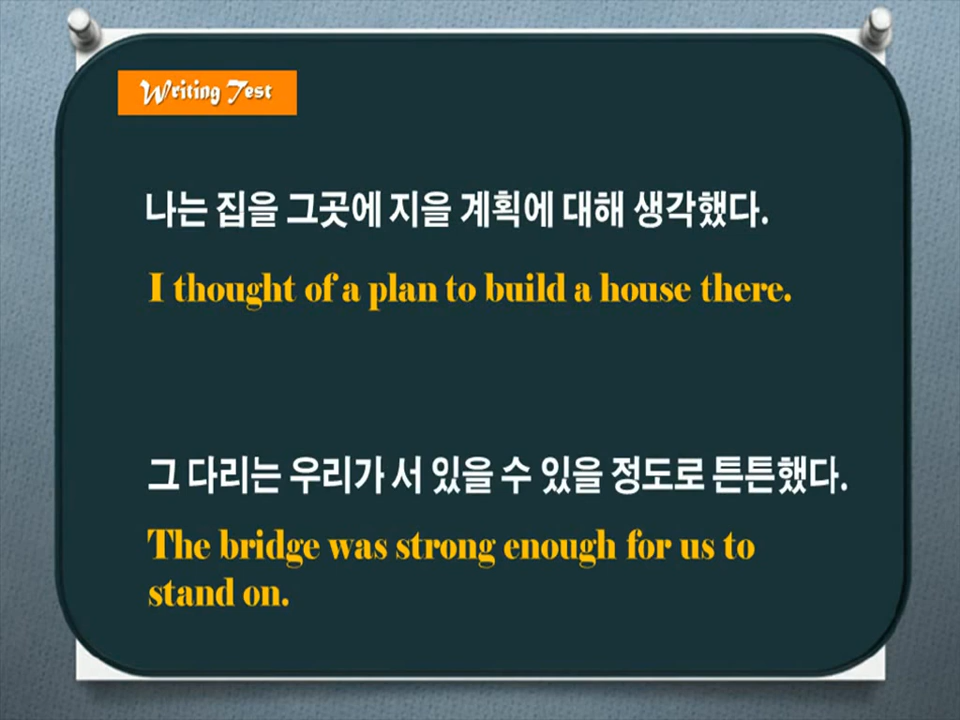 Writing Test
나는 집을 그곳에 지을 계획에 대해 생각했다.
I thought of a plan to build a house there.
그 다리는 우리가 서 있을 수 있을 정도로 튼튼했다.
The bridge was strong enough for us to
stand on.